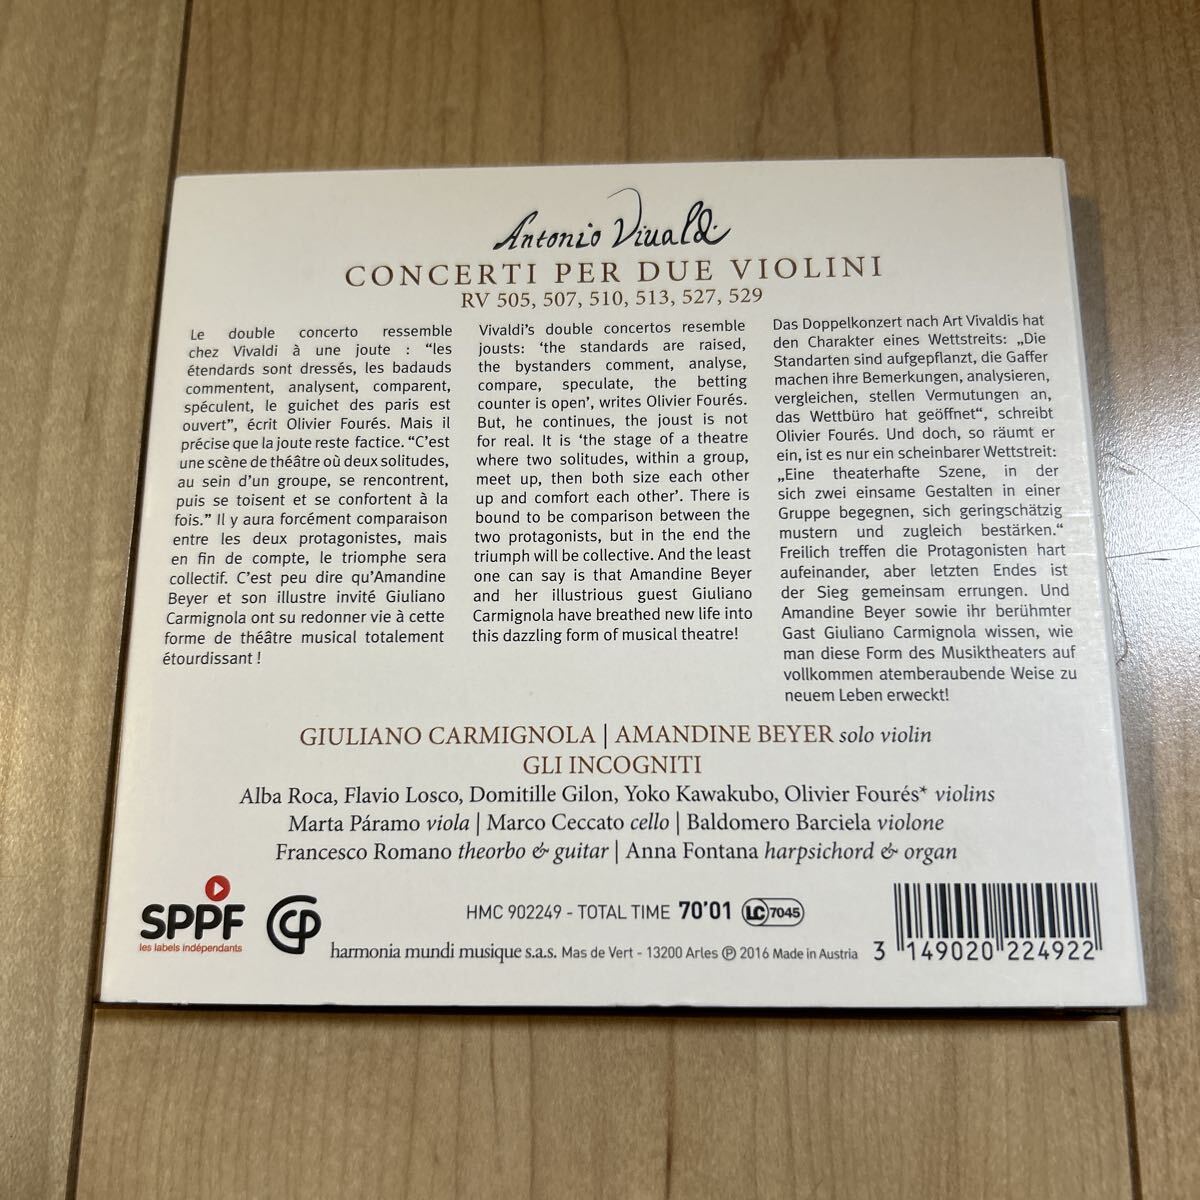 Antonio Vivaldi
CONCERTI PER DUE VIOLINI
RV 505, 507, 510, 513, 527, 529
Le double concerto ressemble
chez Vivaldi à une joute : “les
étendards sont dressés, les badauds
commentent, analysent, comparent,
spéculent, le guichet des paris est
ouvert”, écrit Olivier Fourés. Mais il
précise que la joute reste factice. “C’est
une scène de théâtre où deux solitudes,
au sein d’un groupe, se rencontrent,
puis se toisent et se confortent à la
fois.” Il y aura forcément comparaison
entre les deux protagonistes, mais
en fin de compte, le triomphe sera
collectif. C’est peu dire qu’Amandine
Beyer et son illustre invité Giuliano
Carmignola ont su redonner vie à cette
forme de théâtre musical totalement
étourdissant !
Vivaldi’s double concertos resemble
jousts: ‘the standards are raised,
the bystanders comment, analyse,
compare, speculate, the betting
counter is open’, writes Olivier Fourés.
But, he continues, the joust is not
for real. It is ‘the stage of a theatre
where two solitudes, within a group,
meet up, then both size each other
up and comfort each other’. There is
bound to be comparison between the
two protagonists, but in the end the
triumph will be collective. And the least
one can say is that Amandine Beyer
and her illustrious guest Giuliano
Carmignola have breathed new life into
this dazzling form of musical theatre!
Das Doppelkonzert nach Art Vivaldis hat
den Charakter eines Wettstreits: „Die
Standarten sind aufgepflanzt, die Gaffer
machen ihre Bemerkungen, analysieren,
vergleichen, stellen Vermutungen an,
das Wettbüro hat geöffnet“, schreibt
Olivier Fourés. Und doch, so räumt er
ein, ist es nur ein scheinbarer Wettstreit:
„Eine theaterhafte Szene, in der
sich zwei einsame Gestalten in einer
Gruppe begegnen, sich geringschätzig
mustern und zugleich bestärken.“
Freilich treffen die Protagonisten hart
aufeinander, aber letzten Endes ist
der Sieg gemeinsam errungen. Und
Amandine Beyer sowie ihr berühmter
Gast Giuliano Carmignola wissen, wie
man diese Form des Musiktheaters auf
vollkommen atemberaubende Weise zu
neuem Leben erweckt!
GIULIANO CARMIGNOLA | AMANDINE BEYER solo violin
GLI INCOGNITI
Alba Roca, Flavio Losco, Domitille Gilon, Yoko Kawakubo, Olivier Fourés* violins
Marta Páramo viola | Marco Ceccato cello | Baldomero Barciela violone
Francesco Romano theorbo & guitar | Anna Fontana harpsichord & organ
SPPF
les labels indépendants
HMC 902249 - TOTAL TIME 70’01 LC 7045
harmonia mundi musique s.a.s. Mas de Vert - 13200 Arles ℗ 2016 Made in Austria
3 149020 224922